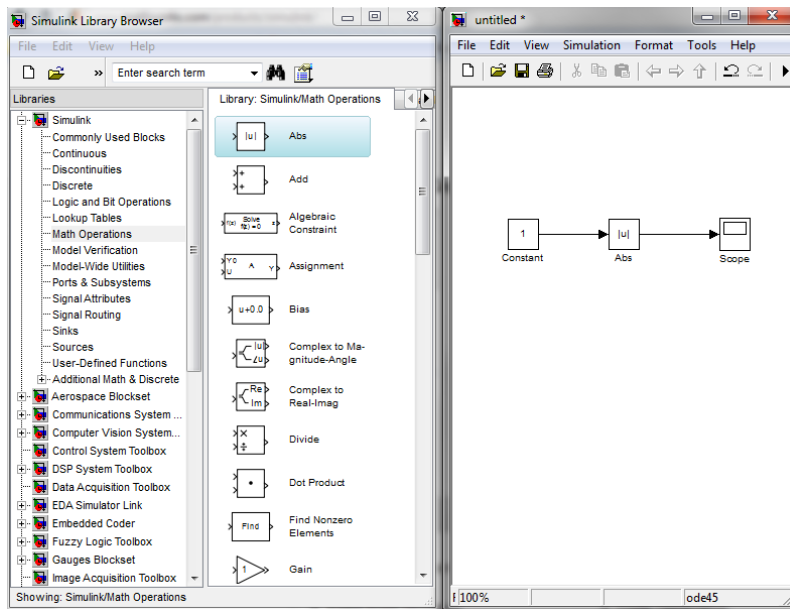 Simulink Library Browser
File Edit View Help
» Enter search term
Libraries
Simulink
Commonly Used Blocks
Continuous
Discontinuities
Discrete
Logic and Bit Operations
Lookup Tables
Math Operations
Model Verification
Model-Wide Utilities
Ports & Subsystems
Signal Attributes
Signal Routing
Sinks
Sources
User-Defined Functions
Additional Math & Discrete
Aerospace Blockset
Communications System ...
Computer Vision System...
Control System Toolbox
DSP System Toolbox
Data Acquisition Toolbox
EDA Simulator Link
Embedded Coder
Fuzzy Logic Toolbox
Gauges Blockset
Image Acquisition Toolbox
Showing: Simulink/Math Operations
Library: Simulink/Math Operations
|u| Abs
+
+
Add
f(z) Solve
f(z) = 0 z
Algebraic
Constraint
Y0
U A Y
Assignment
u+0.0 Bias
|u|
∠u
Complex to Ma-
gnitude-Angle
Re
Im
Complex to
Real-Imag
×
÷
Divide
Dot Product
Find
Find Nonzero
Elements
1 Gain
untitled *
File Edit View Simulation Format Tools Help
1 |u|
Constant Abs Scope
100% ode45